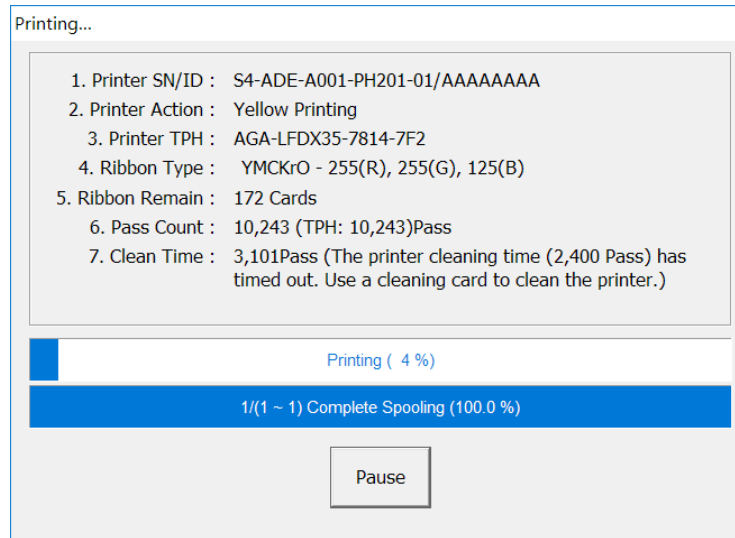 Printing...
1. Printer SN/ID : S4-ADE-A001-PH201-01/AAAAAAAA
2. Printer Action : Yellow Printing
3. Printer TPH : AGA-LFDX35-7814-7F2
4. Ribbon Type : YMCKrO - 255(R), 255(G), 125(B)
5. Ribbon Remain : 172 Cards
6. Pass Count : 10,243 (TPH: 10,243)Pass
7. Clean Time : 3,101Pass (The printer cleaning time (2,400 Pass) has
timed out. Use a cleaning card to clean the printer.)
Printing ( 4 %)
1/(1 ~ 1) Complete Spooling (100.0 %)
Pause